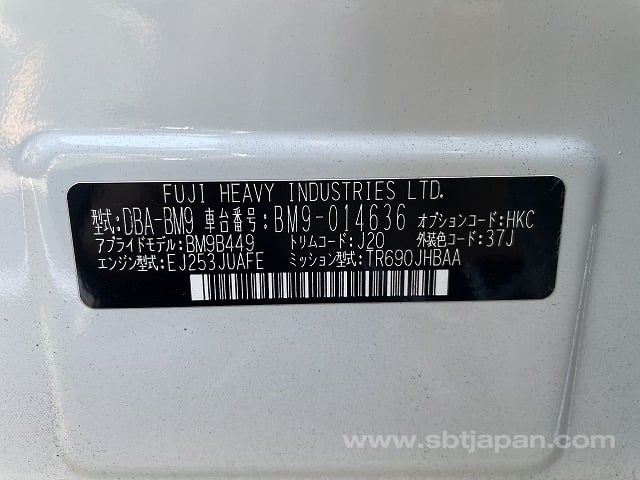 FUJI HEAVY INDUSTRIES LTD.
型式:DBA-BM9 車台番号:BM9-014636 オプションコード:HKC
アプライドモデル:BM9B449 トリムコード:J20 外装色コード:37J
エンジン型式:EJ253JUAFE ミッション型式:TR690JHBAA
www.sbtjapan.com